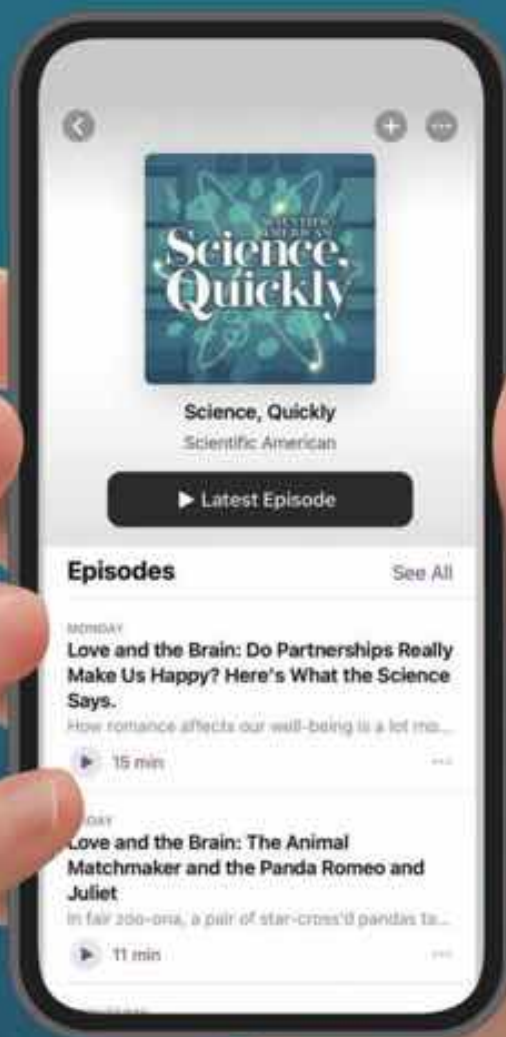 SCIENTIFIC
AMERICAN
Science,
Quickly
Science, Quickly
Scientific American
Latest Episode
Episodes
See All
MONDAY
Love and the Brain: Do Partnerships Really
Make Us Happy? Here's What the Science
Says.
How romance affects our well-being is a lot mo...
15 min
Love and the Brain: The Animal
Matchmaker and the Panda Romeo and
Juliet
In fair zoo-ona, a pair of star-cross'd pandas ta...
11 min